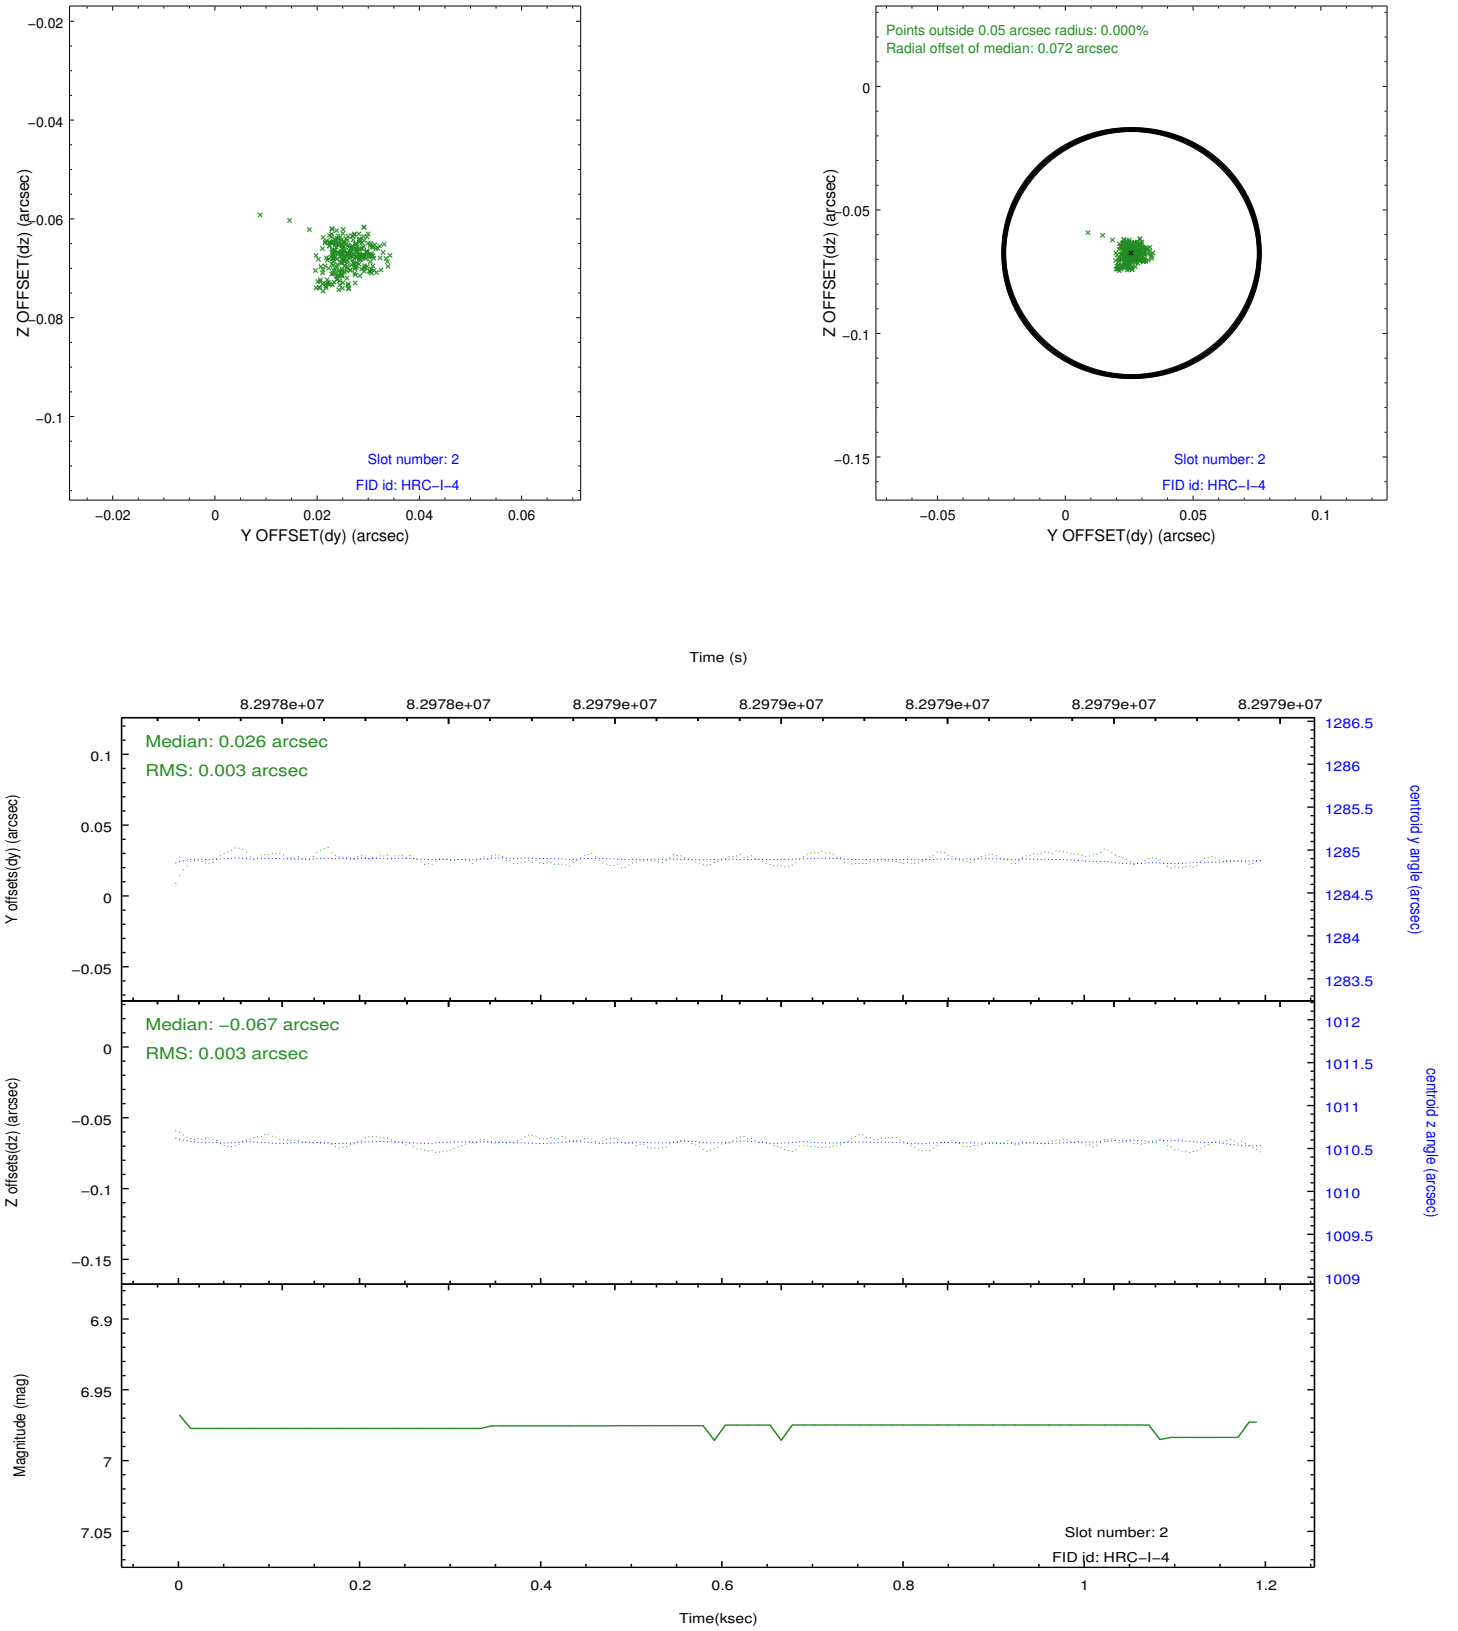 −0.02
−0.04
−0.06
−0.08
−0.1
Z OFFSET(dz) (arcsec)
Slot number: 2
FID id: HRC−I−4
−0.02
0
0.02
0.04
0.06
Y OFFSET(dy) (arcsec)
Points outside 0.05 arcsec radius: 0.000%
Radial offset of median: 0.072 arcsec
0
−0.05
−0.1
−0.15
Z OFFSET(dz) (arcsec)
Slot number: 2
FID id: HRC−I−4
−0.05
0
0.05
0.1
Y OFFSET(dy) (arcsec)
Time (s)
8.2978e+07
8.2978e+07
8.2979e+07
8.2979e+07
8.2979e+07
8.2979e+07
8.2979e+07
Median: 0.026 arcsec
RMS: 0.003 arcsec
0.1
0.05
0
−0.05
Y offsets(dy) (arcsec)
1286.5
1286
1285.5
1285
1284.5
1284
1283.5
centroid y angle (arcsec)
Median: −0.067 arcsec
RMS: 0.003 arcsec
0
−0.05
−0.1
−0.15
Z offsets(dz) (arcsec)
1012
1011.5
1011
1010.5
1010
1009.5
1009
centroid z angle (arcsec)
6.9
6.95
7
7.05
Magnitude (mag)
Slot number: 2
FID id: HRC−I−4
0
0.2
0.4
0.6
0.8
1
1.2
Time(ksec)